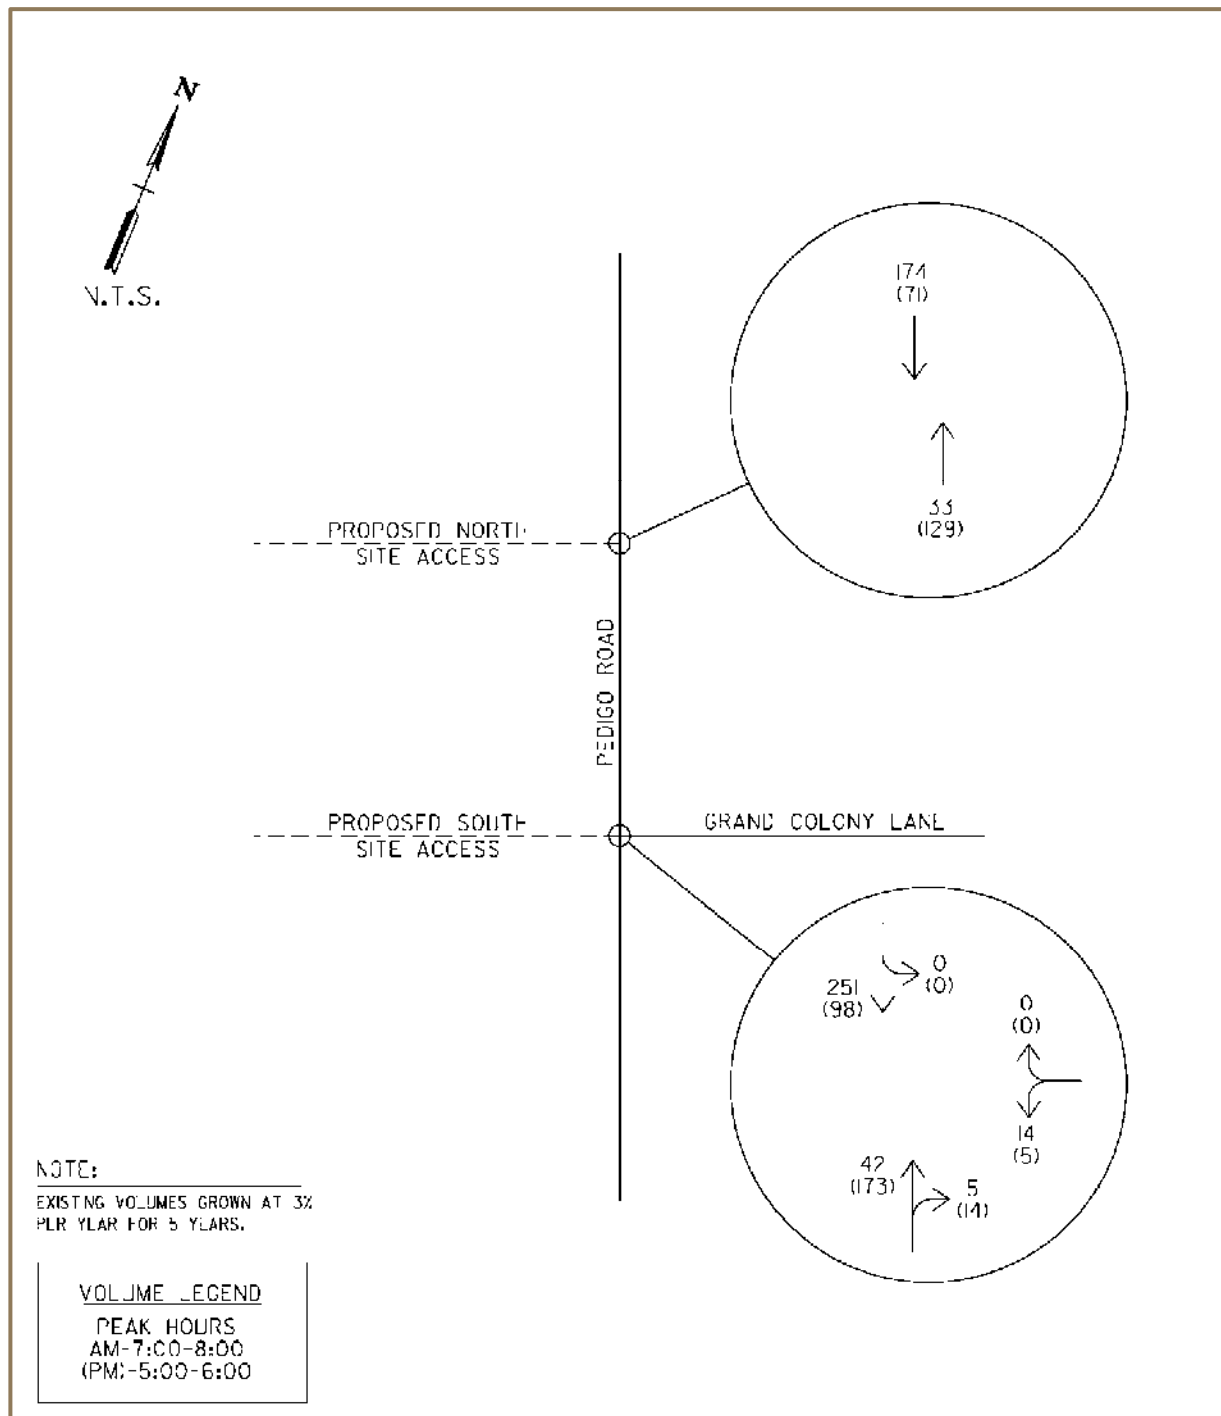 N
N.T.S.
174
(71)
33
(129)
PROPOSED NORTH
SITE ACCESS
PEDIGO ROAD
PROPOSED SOUTH
SITE ACCESS
GRAND COLONY LANE
0
(0)
251
(98)
0
(0)
14
(5)
42
(173)
5
(14)
NOTE:
EXISTING VOLUMES GROWN AT 3%
PER YEAR FOR 5 YEARS.
VOLUME LEGEND
PEAK HOURS
AM-7:00-8:00
(PM)-5:00-6:00